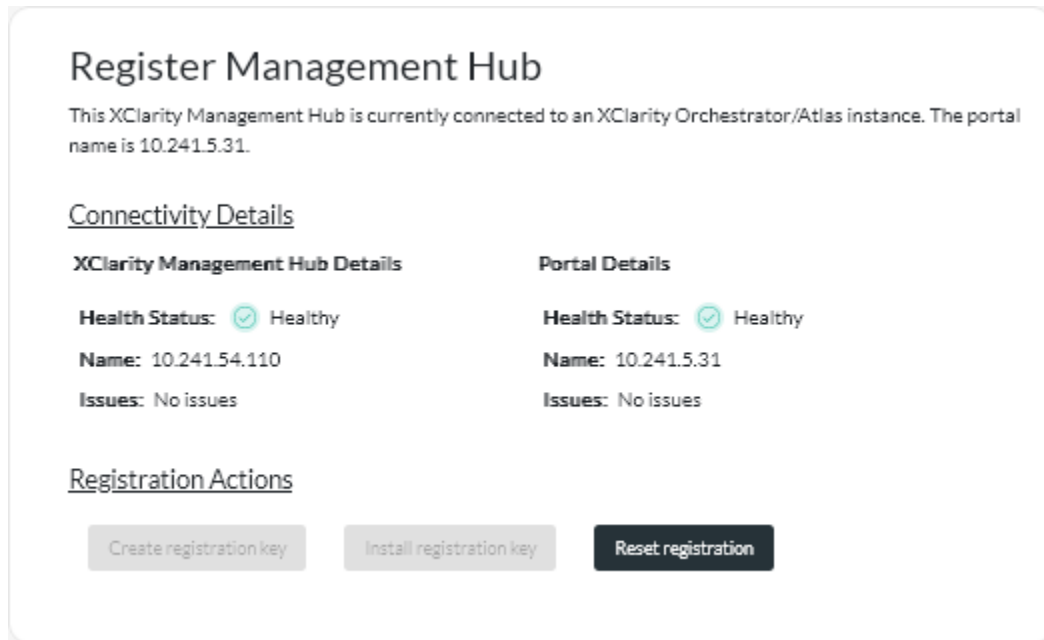 Register Management Hub
This XClarity Management Hub is currently connected to an XClarity Orchestrator/Atlas instance. The portal
name is 10.241.5.31.
Connectivity Details
XClarity Management Hub Details
Health Status: Healthy
Name: 10.241.54.110
Issues: No issues
Portal Details
Health Status: Healthy
Name: 10.241.5.31
Issues: No issues
Registration Actions
Create registration key
Install registration key
Reset registration